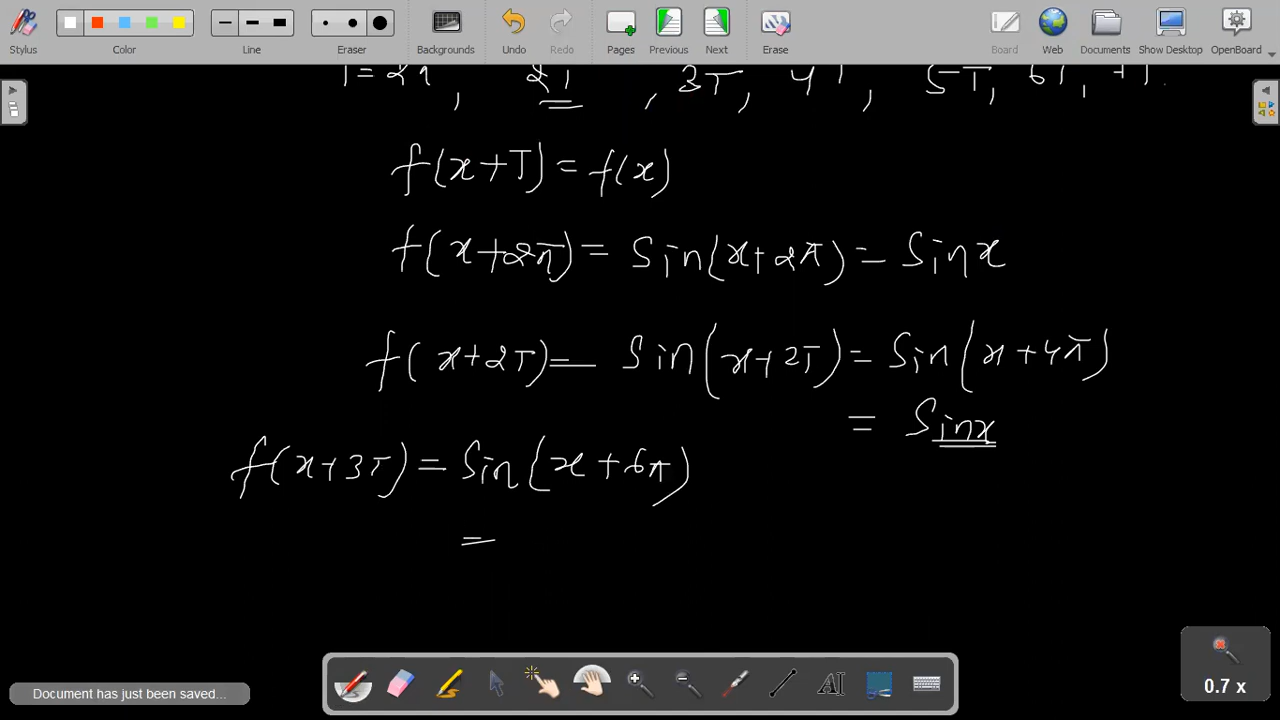 Stylus
Color
Line
Eraser
Backgrounds
Undo
Redo
Pages
Previous
Next
Erase
Board
Web
Documents
Show Desktop
OpenBoard
, 2T , 3T, 4T , 5T, 6T,
f(x+T) = f(x)
f(x+2π) = Sin(x+2π) = Sinx
f(x+2T) = Sin(x+2T) = Sin(x+4π)
= Sinx
f(x+3T) = Sin(x+6π)
=
Document has just been saved...
0.7 x